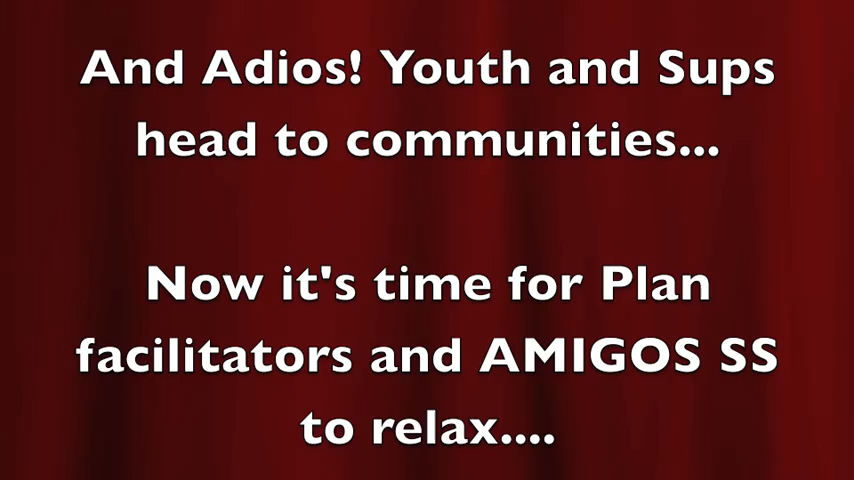 And Adios! Youth and Sups
head to communities...
Now it's time for Plan
facilitators and AMIGOS SS
to relax....